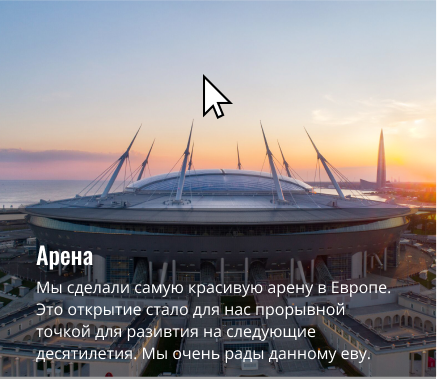 Арена
Мы сделали самую красивую арену в Европе.
Это открытие стало для нас прорывной
точкой для разивтия на следующие
десятилетия. Мы очень рады данному еву.